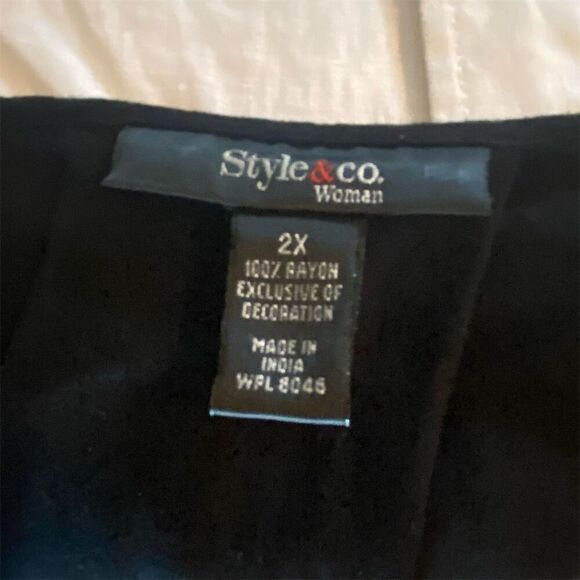 Style&co.
Woman
2X
100% RAYON
EXCLUSIVE OF
DECORATION
MADE IN
INDIA
WPL 8046